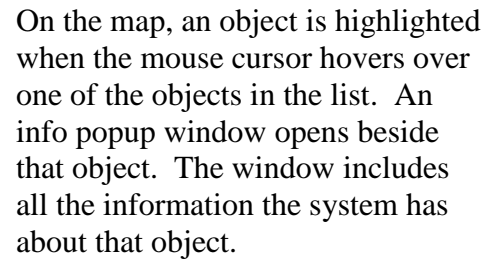 On the map, an object is highlighted
when the mouse cursor hovers over
one of the objects in the list.  An
info popup window opens beside
that object.  The window includes
all the information the system has
about that object.